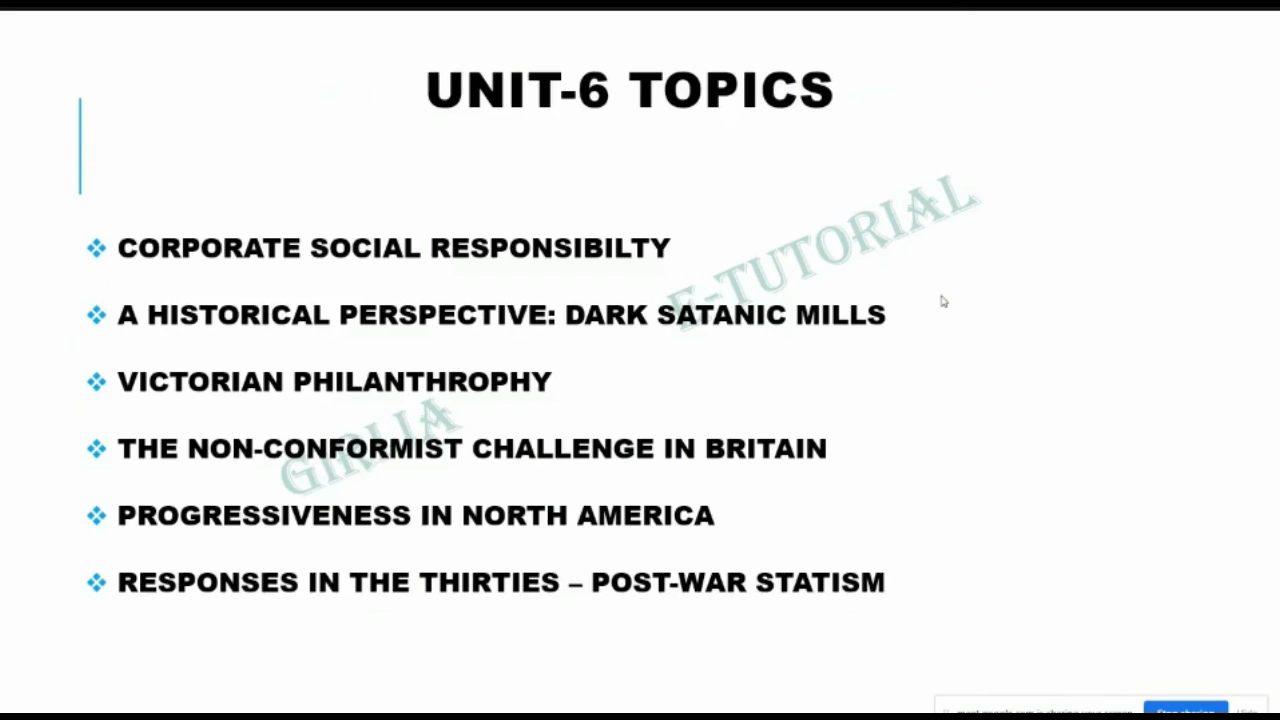 UNIT-6 TOPICS
CORPORATE SOCIAL RESPONSIBILTY
A HISTORICAL PERSPECTIVE: DARK SATANIC MILLS
VICTORIAN PHILANTHROPHY
THE NON-CONFORMIST CHALLENGE IN BRITAIN
PROGRESSIVENESS IN NORTH AMERICA
RESPONSES IN THE THIRTIES – POST-WAR STATISM
E-TUTORIAL